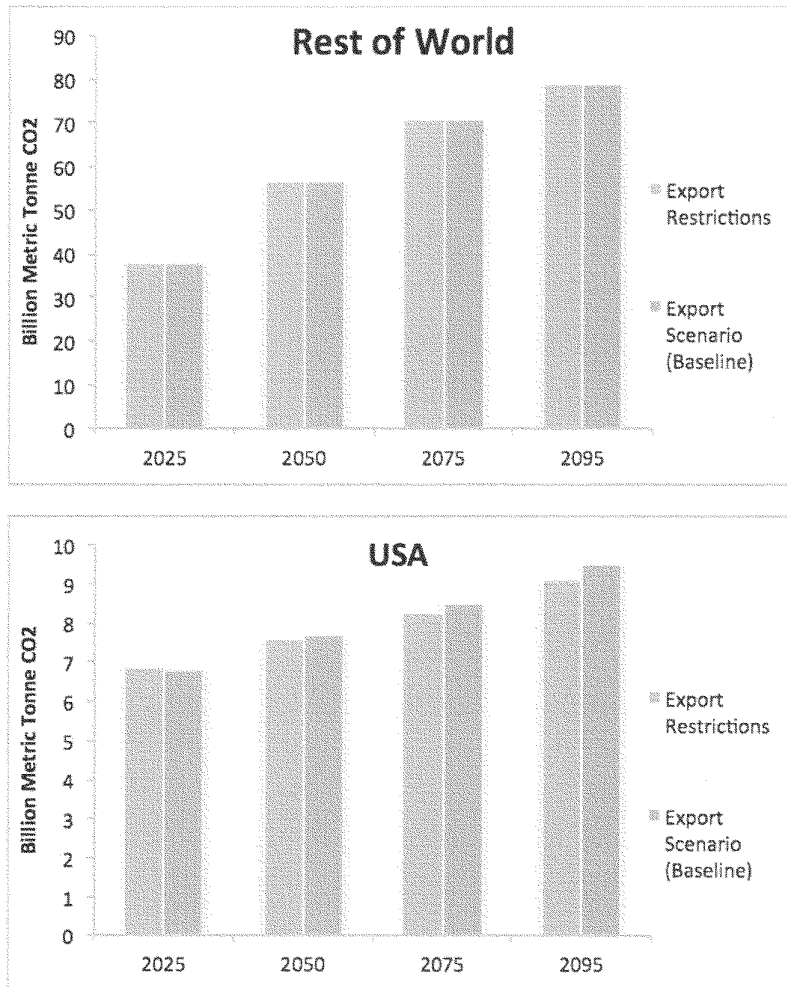 Rest of World
Billion Metric Tonne CO2
90
80
70
60
50
40
30
20
10
0
2025 2050 2075 2095
Export
Restrictions
Export
Scenario
(Baseline)
USA
Billion Metric Tonne CO2
10
9
8
7
6
5
4
3
2
1
0
2025 2050 2075 2095
Export
Restrictions
Export
Scenario
(Baseline)